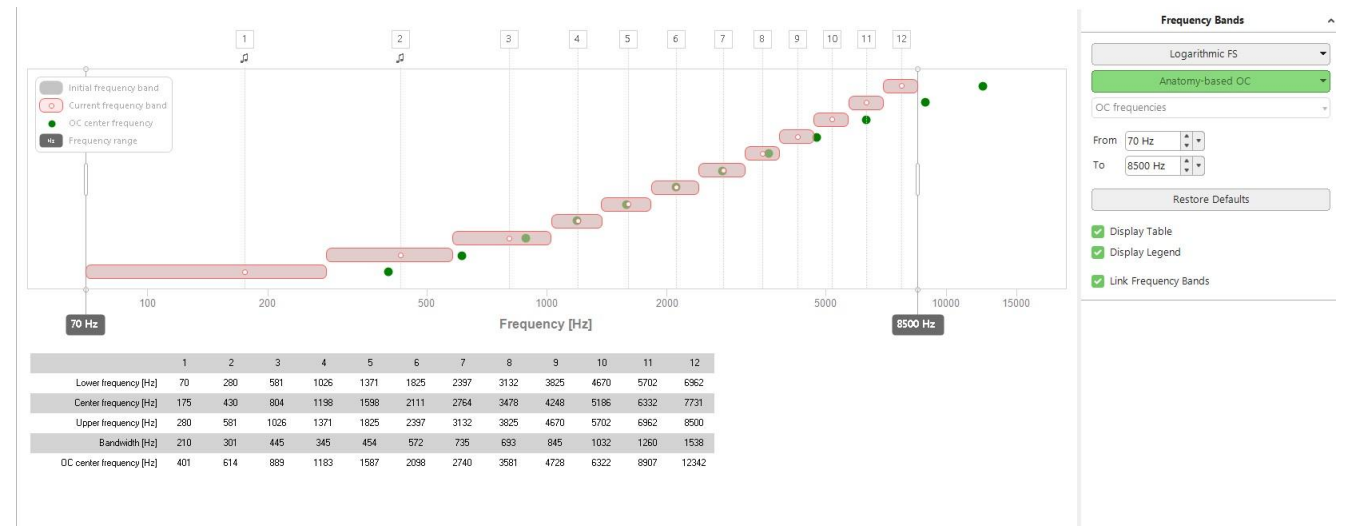 Frequency Bands
1 2 3 4 5 6 7 8 9 10 11 12
Logarithmic FS
Initial frequency band
Anatomy-based OC
Current frequency band
OC frequencies
OC center frequency
Hz Frequency range
From 70 Hz
To 8500 Hz
Restore Defaults
Display Table
Display Legend
Link Frequency Bands
100 200 500 1000 2000 5000 10000 15000
70 Hz Frequency [Hz] 8500 Hz
1 2 3 4 5 6 7 8 9 10 11 12
Lower frequency [Hz] 70 280 581 1026 1371 1825 2397 3132 3825 4670 5702 6962
Center frequency [Hz] 175 430 804 1198 1598 2111 2764 3478 4248 5186 6332 7731
Upper frequency [Hz] 280 581 1026 1371 1825 2397 3132 3825 4670 5702 6962 8500
Bandwidth [Hz] 210 301 445 345 454 572 735 693 845 1032 1260 1538
OC center frequency [Hz] 401 614 889 1183 1587 2098 2740 3581 4728 6322 8907 12342